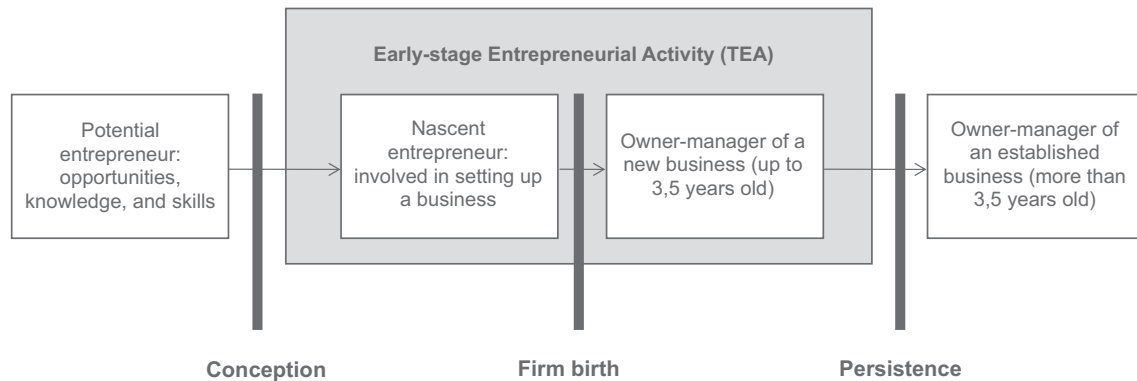 Early-stage Entrepreneurial Activity (TEA)
Potential
entrepreneur:
opportunities,
knowledge, and skills
Nascent
entrepreneur:
involved in setting up
a business
Owner-manager of a
new business (up to
3,5 years old)
Owner-manager of
an established
business (more than
3,5 years old)
Conception
Firm birth
Persistence